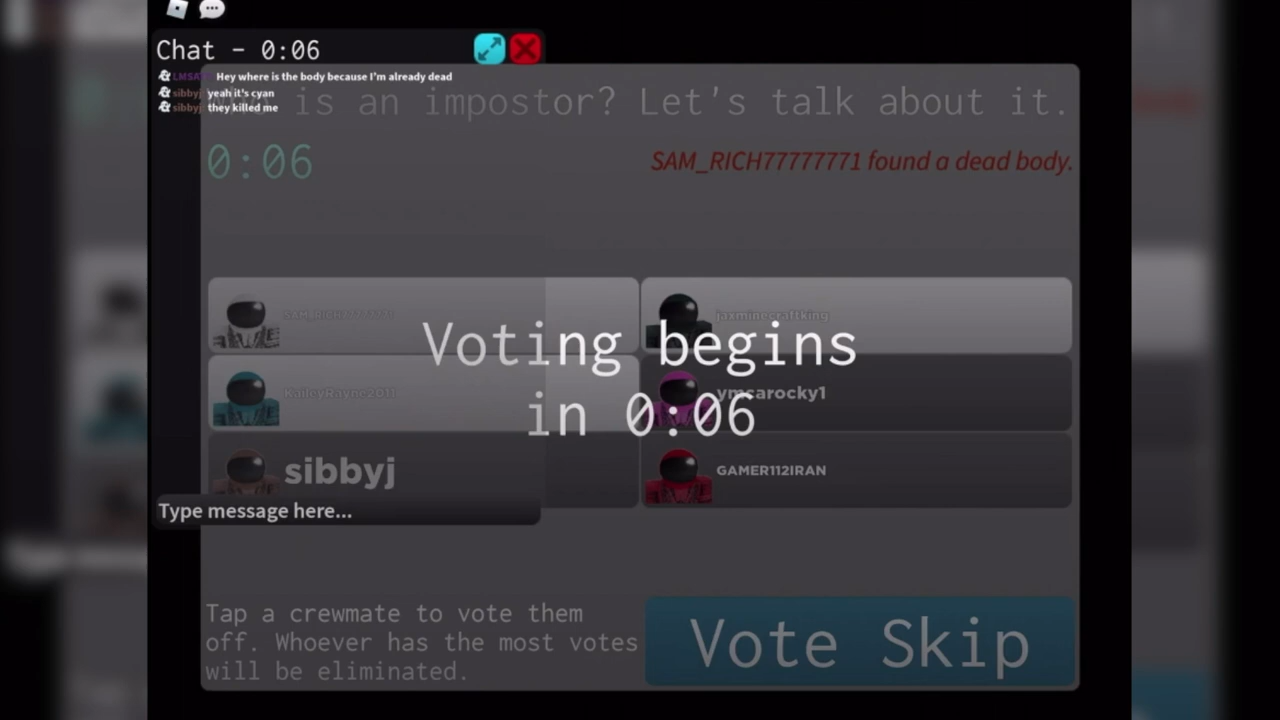 Chat - 0:06
Hey where is the body because I'm already dead
sibbyj yeah it's cyan
sibbyj they killed me
is an impostor? Let's talk about it.
0:06
SAM_RICH77777771 found a dead body.
SAM_RICH77777771
jaxminecraftking
Voting begins
in 0:06
KaileyRayne2011
ymcarocky1
sibbyj
GAMER112IRAN
Type message here...
Tap a crewmate to vote them
off. Whoever has the most votes
will be eliminated.
Vote Skip